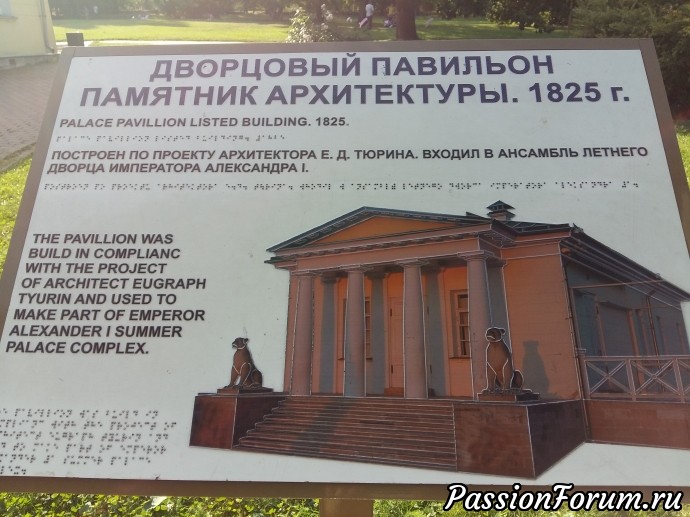 ДВОРЦОВЫЙ ПАВИЛЬОН
ПАМЯТНИК АРХИТЕКТУРЫ. 1825 г.
PALACE PAVILLION LISTED BUILDING. 1825.
ПОСТРОЕН ПО ПРОЕКТУ АРХИТЕКТОРА Е. Д. ТЮРИНА. ВХОДИЛ В АНСАМБЛЬ ЛЕТНЕГО
ДВОРЦА ИМПЕРАТОРА АЛЕКСАНДРА I.
THE PAVILLION WAS
BUILD IN COMPLIANC
WITH THE PROJECT
OF ARCHITECT EUGRAPH
TYURIN AND USED TO
MAKE PART OF EMPEROR
ALEXANDER I SUMMER
PALACE COMPLEX.
PassionForum.ru